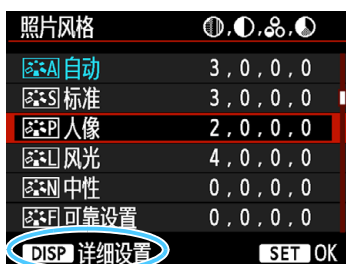 照片风格
A 自动 3,0,0,0
S 标准 3,0,0,0
P 人像 2,0,0,0
L 风光 4,0,0,0
N 中性 0,0,0,0
F 可靠设置 0,0,0,0
DISP 详细设置 SET OK